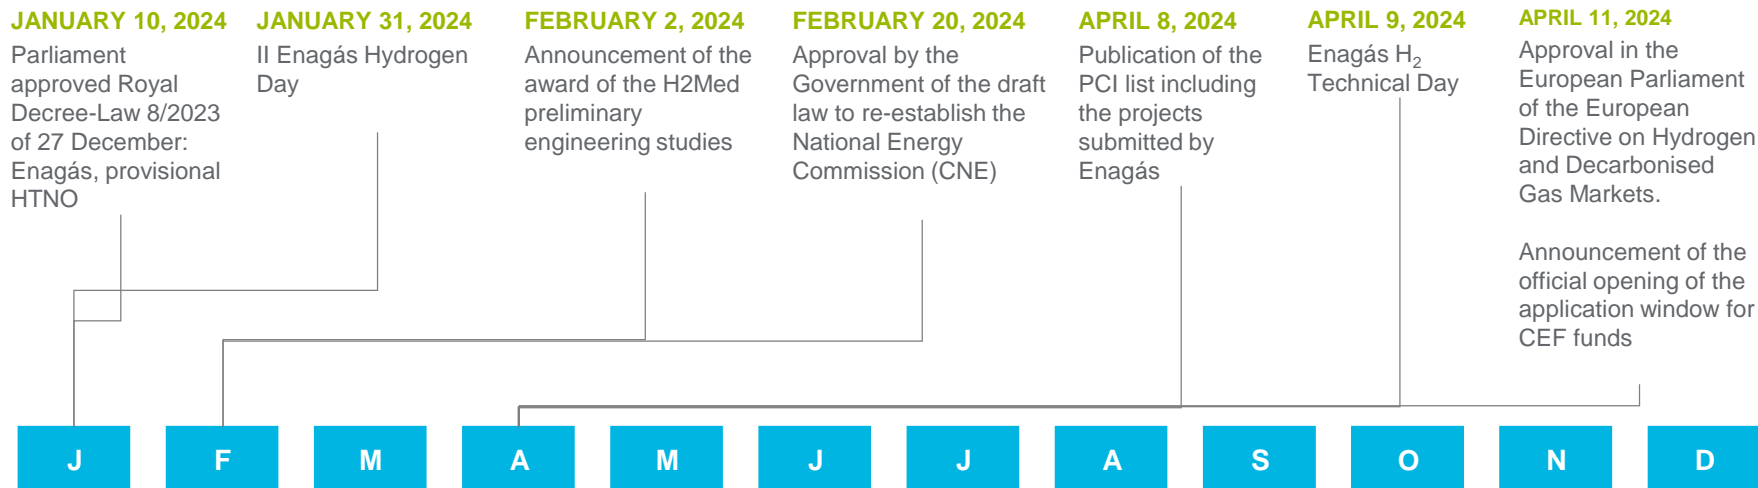 JANUARY 10, 2024
Parliament
approved Royal
Decree-Law 8/2023
of 27 December:
Enagás, provisional
HTNO
JANUARY 31, 2024
II Enagás Hydrogen
Day
FEBRUARY 2, 2024
Announcement of the
award of the H2Med
preliminary
engineering studies
FEBRUARY 20, 2024
Approval by the
Government of the draft
law to re-establish the
National Energy
Commission (CNE)
APRIL 8, 2024
Publication of the
PCI list including
the projects
submitted by
Enagás
APRIL 9, 2024
Enagás H₂
Technical Day
APRIL 11, 2024
Approval in the
European Parliament
of the European
Directive on Hydrogen
and Decarbonised
Gas Markets.
Announcement of the
official opening of the
application window for
CEF funds
J F M A M J J A S O N D